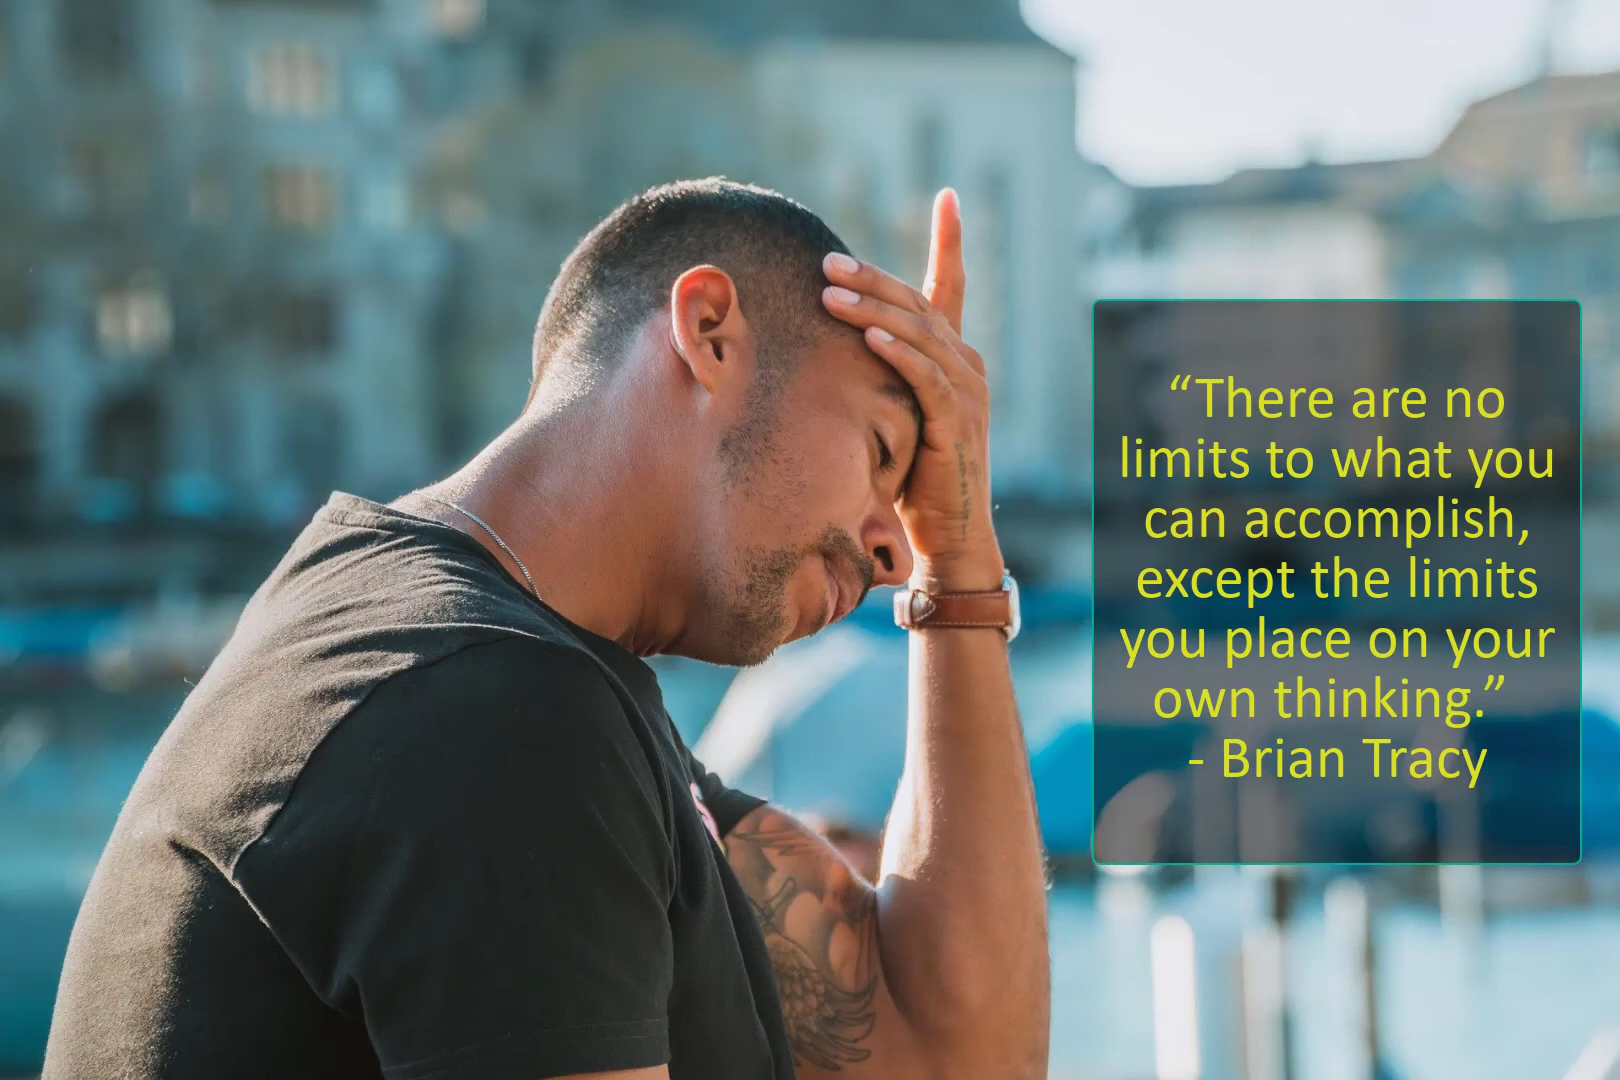 “There are no
limits to what you
can accomplish,
except the limits
you place on your
own thinking.”
- Brian Tracy